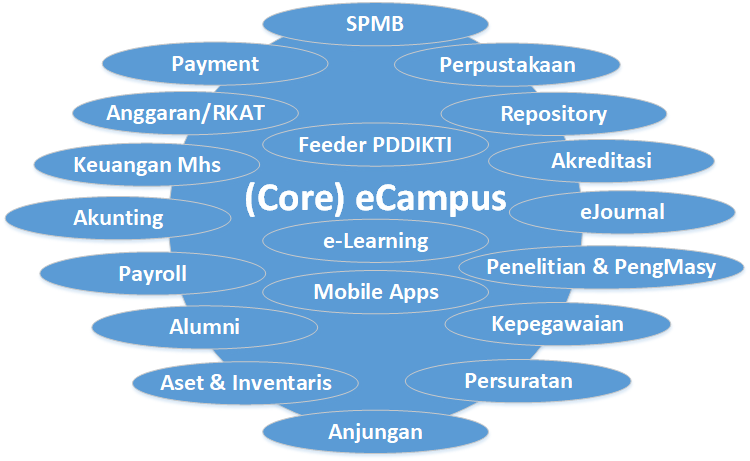 SPMB
Payment
Perpustakaan
Anggaran/RKAT
Repository
Feeder PDDIKTI
Keuangan Mhs
Akreditasi
(Core) eCampus
Akunting
eJournal
e-Learning
Payroll
Penelitian & PengMasy
Mobile Apps
Alumni
Kepegawaian
Aset & Inventaris
Persuratan
Anjungan